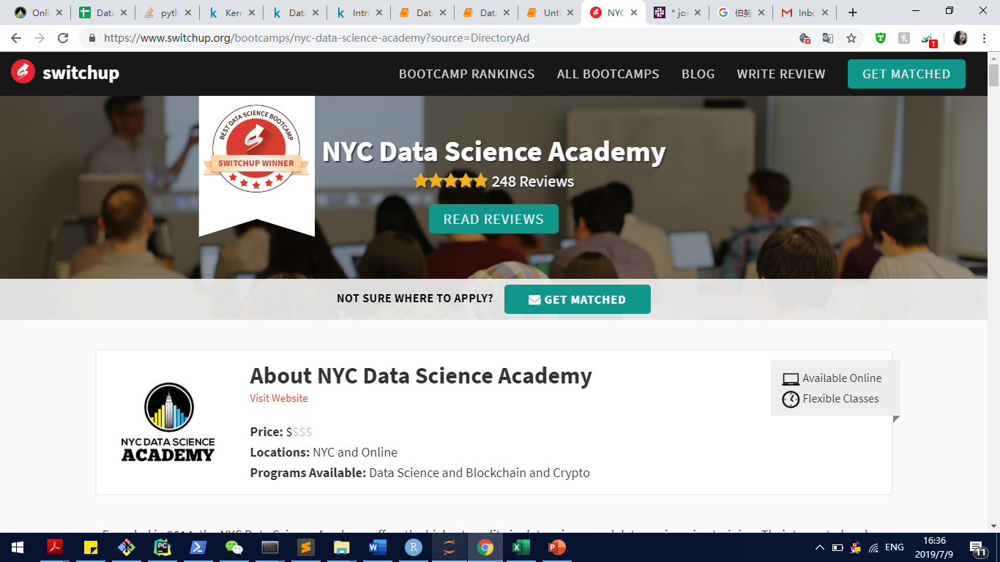 Onli
Data
pyth
Kern
Data
Intro
Data
Data
Unti
NYC
* jos
伯努
Inbo
https://www.switchup.org/bootcamps/nyc-data-science-academy?source=DirectoryAd
1
switchup
BOOTCAMP RANKINGS
ALL BOOTCAMPS
BLOG
WRITE REVIEW
GET MATCHED
BEST DATA SCIENCE BOOTCAMP
SWITCHUP WINNER
NYC Data Science Academy
248 Reviews
READ REVIEWS
NOT SURE WHERE TO APPLY?
GET MATCHED
NYC DATA SCIENCE
ACADEMY
About NYC Data Science Academy
Visit Website
Price: $$$$
Locations: NYC and Online
Programs Available: Data Science and Blockchain and Crypto
Available Online
Flexible Classes
ENG
16:36
2019/7/9
11